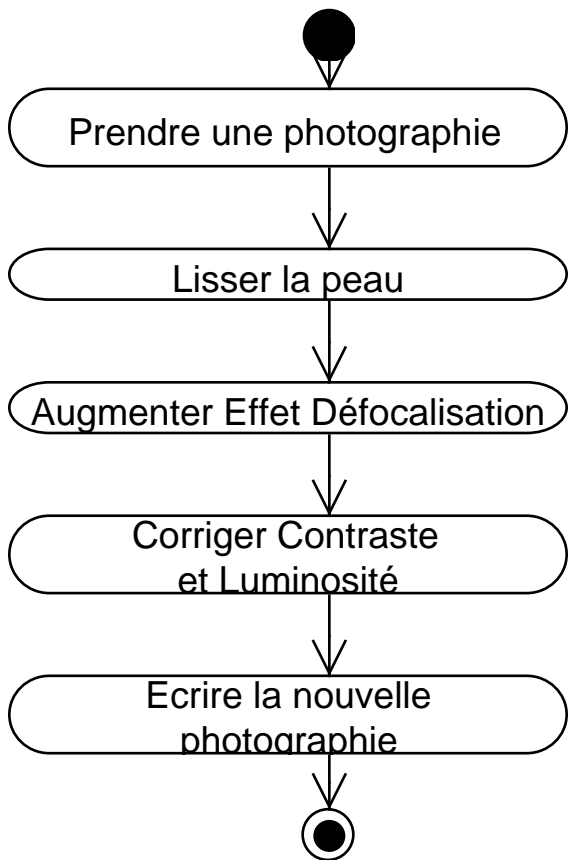 Prendre une photographie
Lisser la peau
Augmenter Effet Défocalisation
Corriger Contraste
et Luminosité
Ecrire la nouvelle
photographie